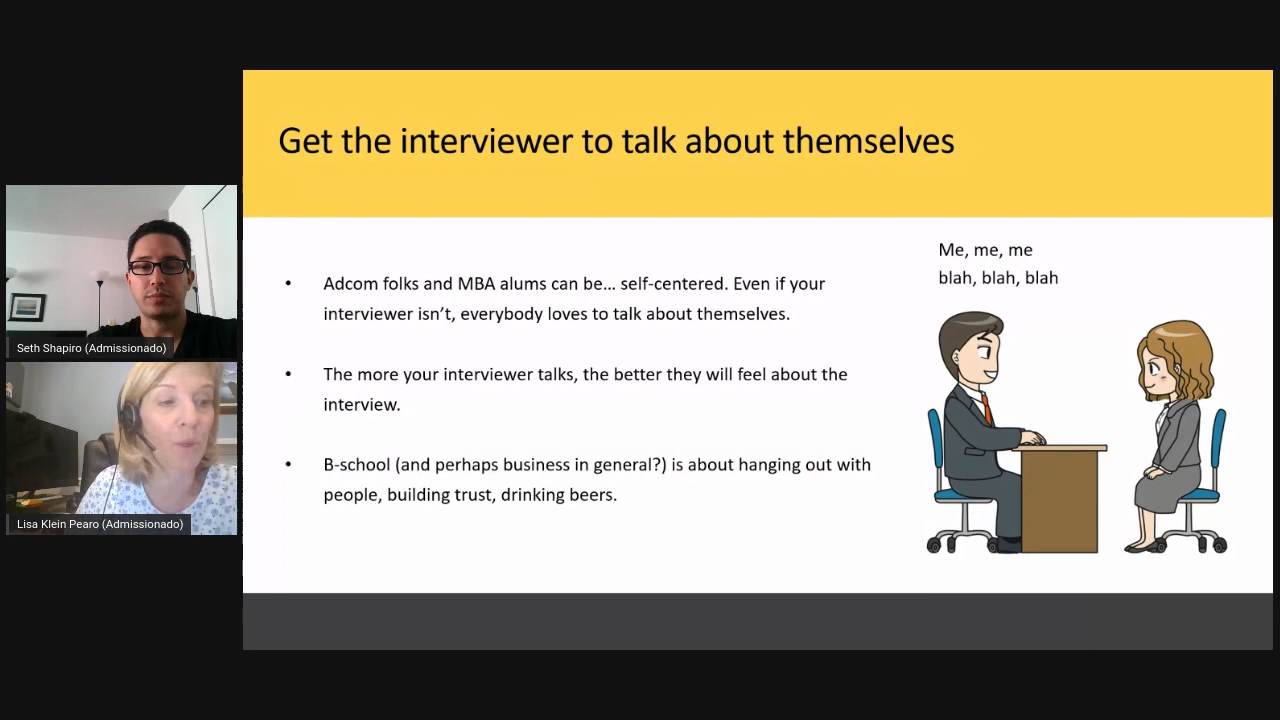 Get the interviewer to talk about themselves
Me, me, me
blah, blah, blah
• Adcom folks and MBA alums can be... self-centered. Even if your
interviewer isn't, everybody loves to talk about themselves.
• The more your interviewer talks, the better they will feel about the
interview.
• B-school (and perhaps business in general?) is about hanging out with
people, building trust, drinking beers.
Seth Shapiro (Admissionado)
Lisa Klein Pearo (Admissionado)